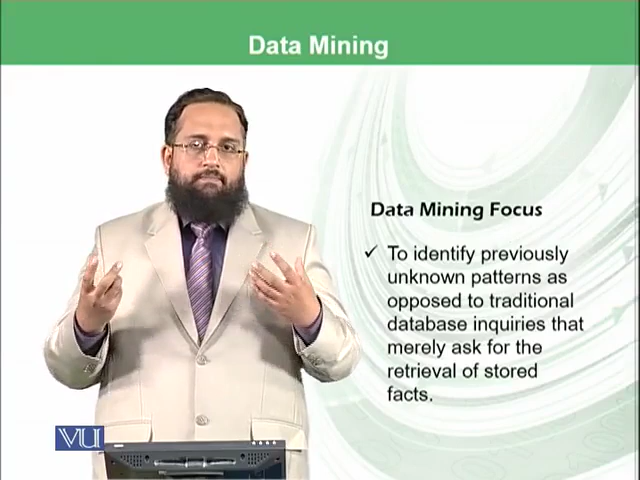 Data Mining
Data Mining Focus
✓ To identify previously
unknown patterns as
opposed to traditional
database inquiries that
merely ask for the
retrieval of stored
facts.
VU